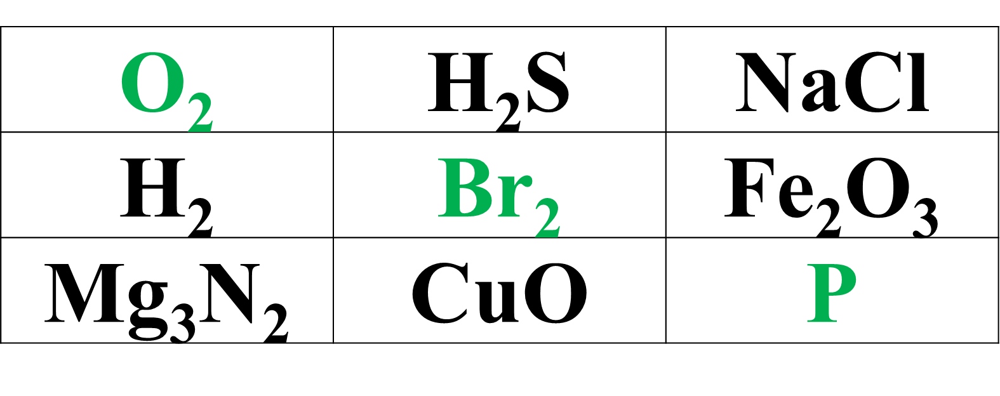 O₂ H₂S NaCl
H₂ Br₂ Fe₂O₃
Mg₃N₂ CuO P